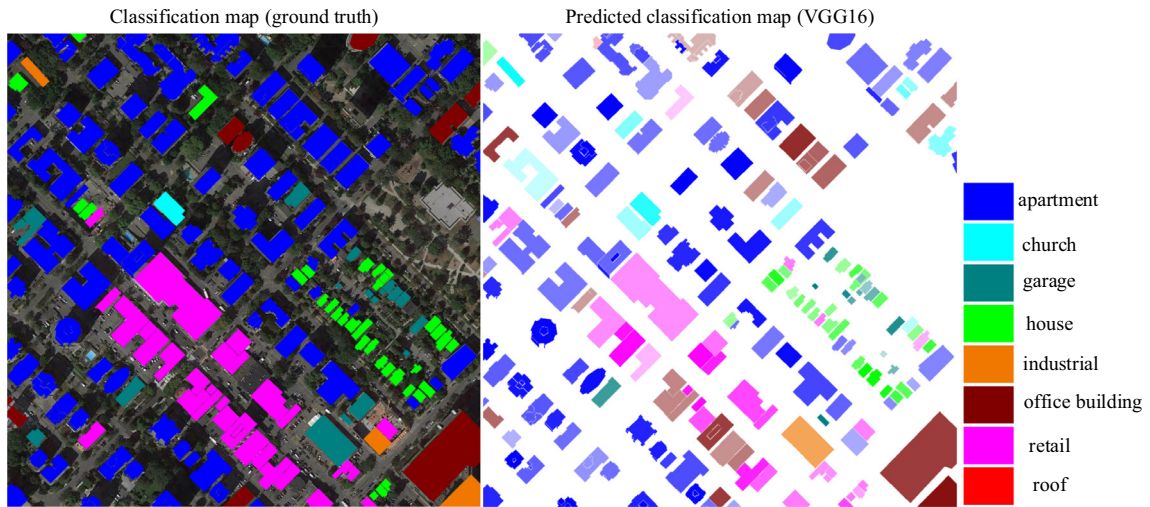 Classification map (ground truth)
Predicted classification map (VGG16)
apartment
church
garage
house
industrial
office building
retail
roof